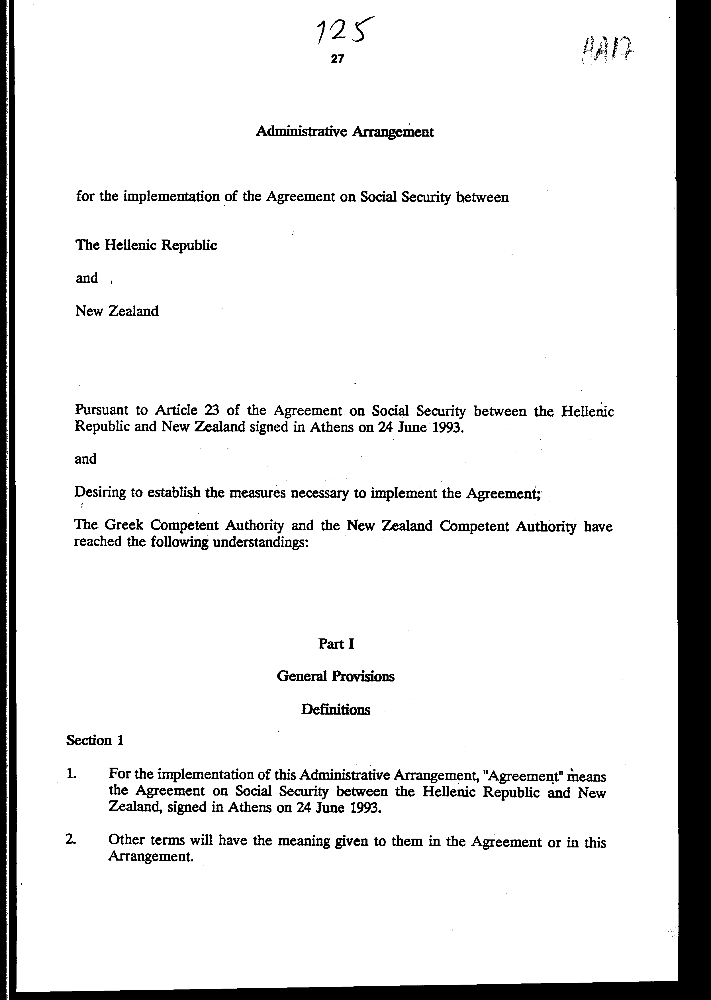 125
27
AA17
Administrative Arrangement
for the implementation of the Agreement on Social Security between
The Hellenic Republic
and
New Zealand
Pursuant to Article 23 of the Agreement on Social Security between the Hellenic
Republic and New Zealand signed in Athens on 24 June 1993.
and
Desiring to establish the measures necessary to implement the Agreement;
The Greek Competent Authority and the New Zealand Competent Authority have
reached the following understandings:
Part I
General Provisions
Definitions
Section 1
1. For the implementation of this Administrative Arrangement, "Agreement" means
the Agreement on Social Security between the Hellenic Republic and New
Zealand, signed in Athens on 24 June 1993.
2. Other terms will have the meaning given to them in the Agreement or in this
Arrangement.